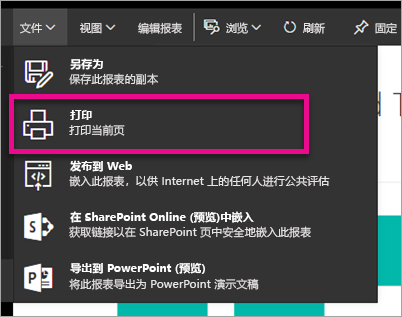 文件 视图 编辑报表 浏览 刷新 固定
另存为
保存此报表的副本
打印
打印当前页
发布到 Web
嵌入此报表，以供 Internet 上的任何人进行公共评估
在 SharePoint Online (预览)中嵌入
获取链接以在 SharePoint 页中安全地嵌入此报表
导出到 PowerPoint (预览)
将此报表导出为 PowerPoint 演示文稿